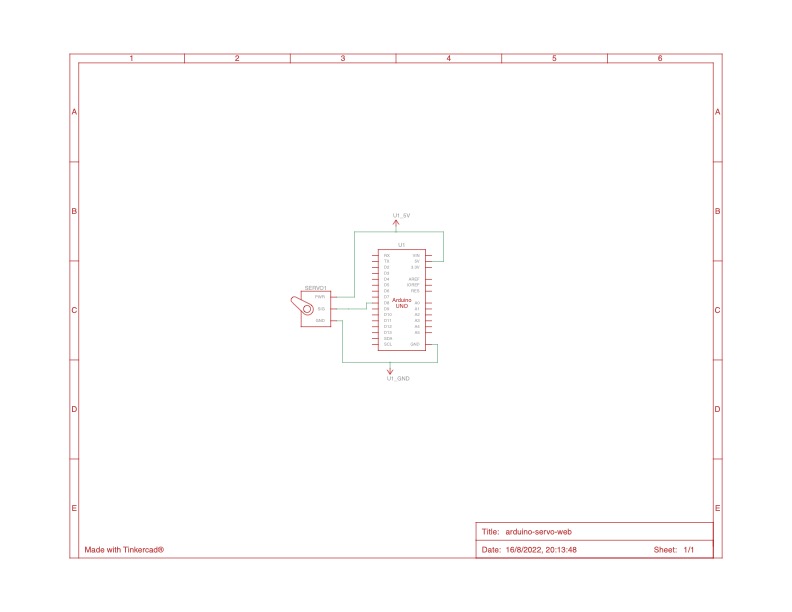 1 2 3 4 5 6
A A
B B
U1_5V
U1
RX VIN
TX 5V
D2 3.3V
D3
D4 AREF
D5 IOREF
SERVO1 D6 RES
PWR D7
C D8 Arduino A0 C
SIG D9 UNO A1
D10 A2
GND D11 A3
D12 A4
D13 A5
SDA
SCL GND
U1_GND
D D
E E
Title: arduino-servo-web
Made with Tinkercad® Date: 16/8/2022, 20:13:48 Sheet: 1/1